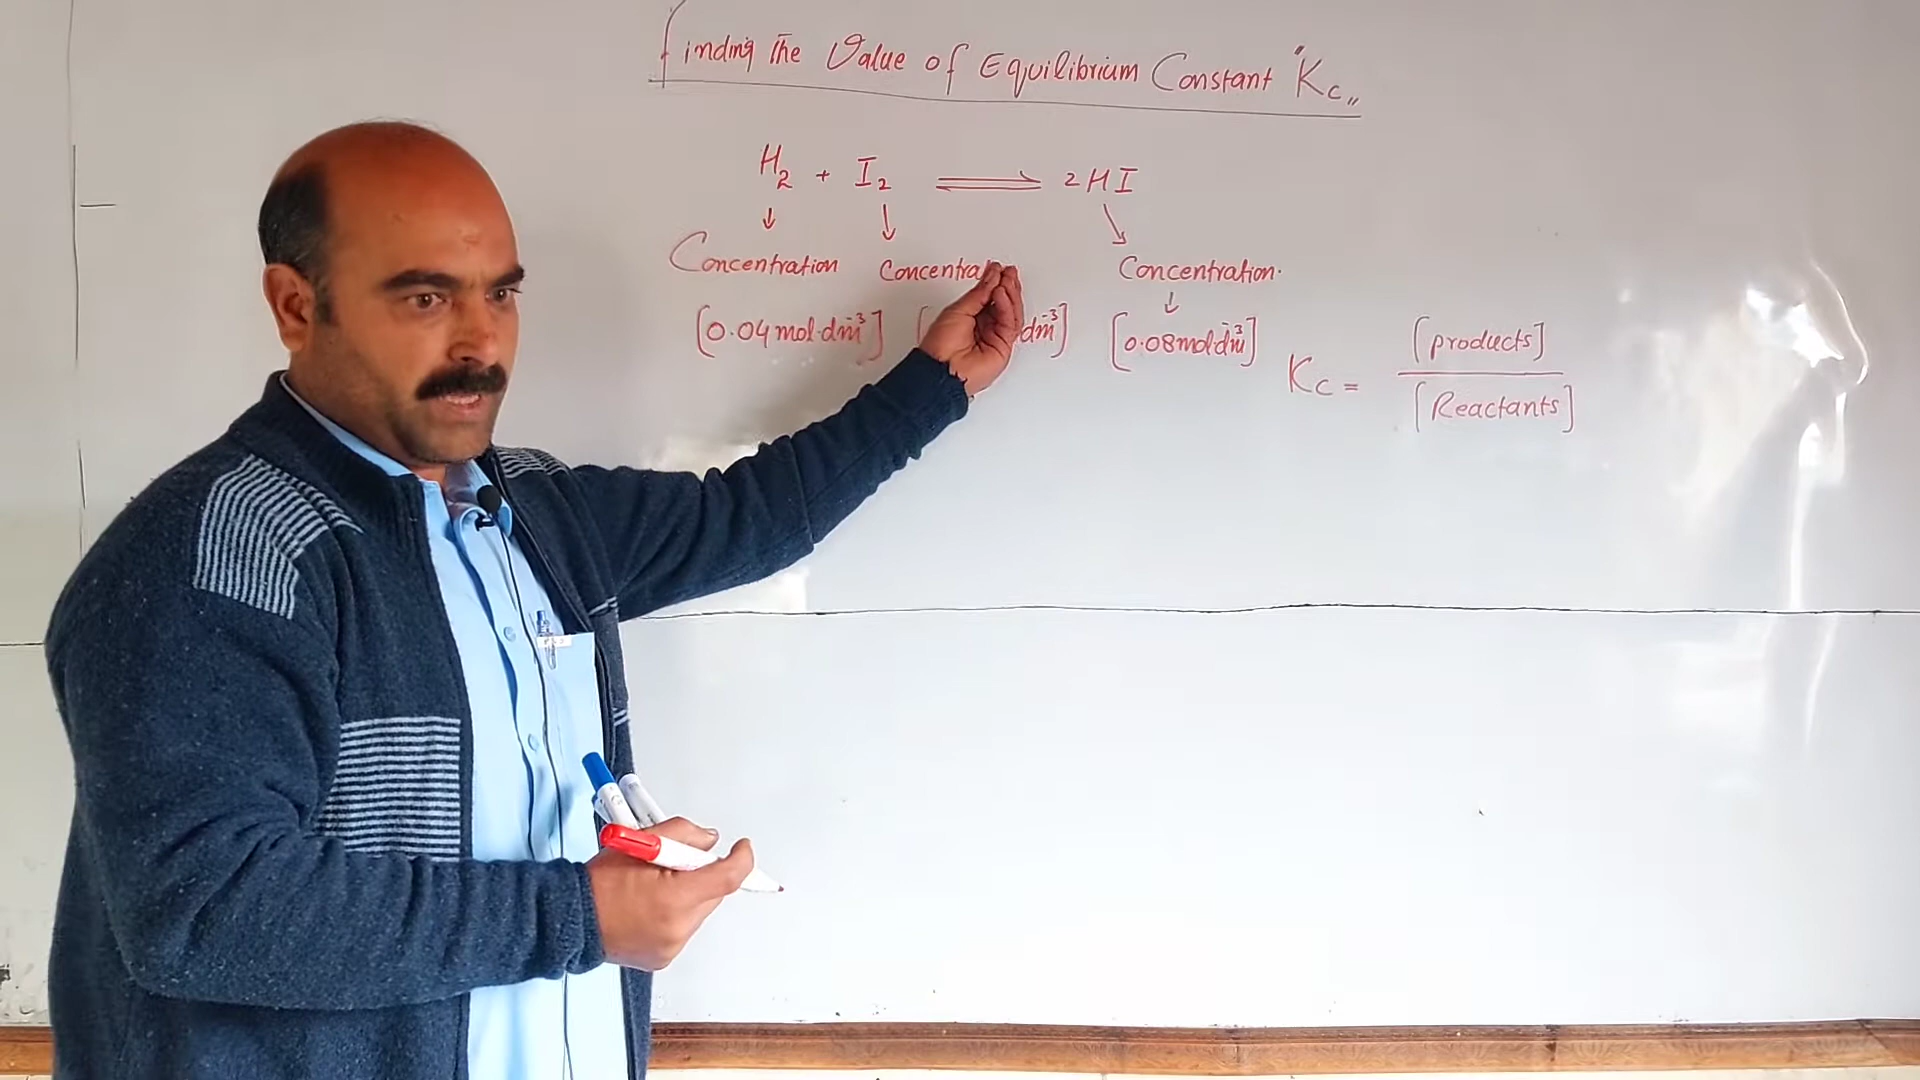 Finding The Value of Equilibrium Constant "Kc"
H₂ + I₂ ⇌ 2HI
↓ ↓ ↘
Concentration Concentra Concentration.
↓
[0.04 mol.dm⁻³] [ dm⁻³] [0.08 mol.dm⁻³]
Kc = [products] / [Reactants]